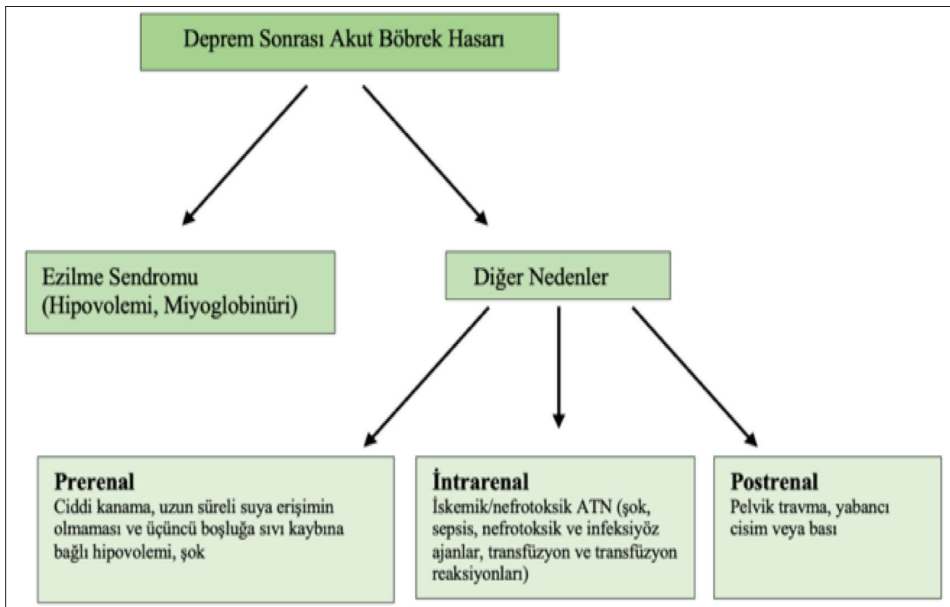 Deprem Sonrası Akut Böbrek Hasarı
Ezilme Sendromu
(Hipovolemi, Miyoglobinüri)
Diğer Nedenler
Prerenal
Ciddi kanama, uzun süreli suya erişimin
olmaması ve üçüncü boşluğa sıvı kaybına
bağlı hipovolemi, şok
İntrarenal
İskemik/nefrotoksik ATN (şok,
sepsis, nefrotoksik ve infeksiyöz
ajanlar, transfüzyon ve transfüzyon
reaksiyonları)
Postrenal
Pelvik travma, yabancı
cisim veya bası